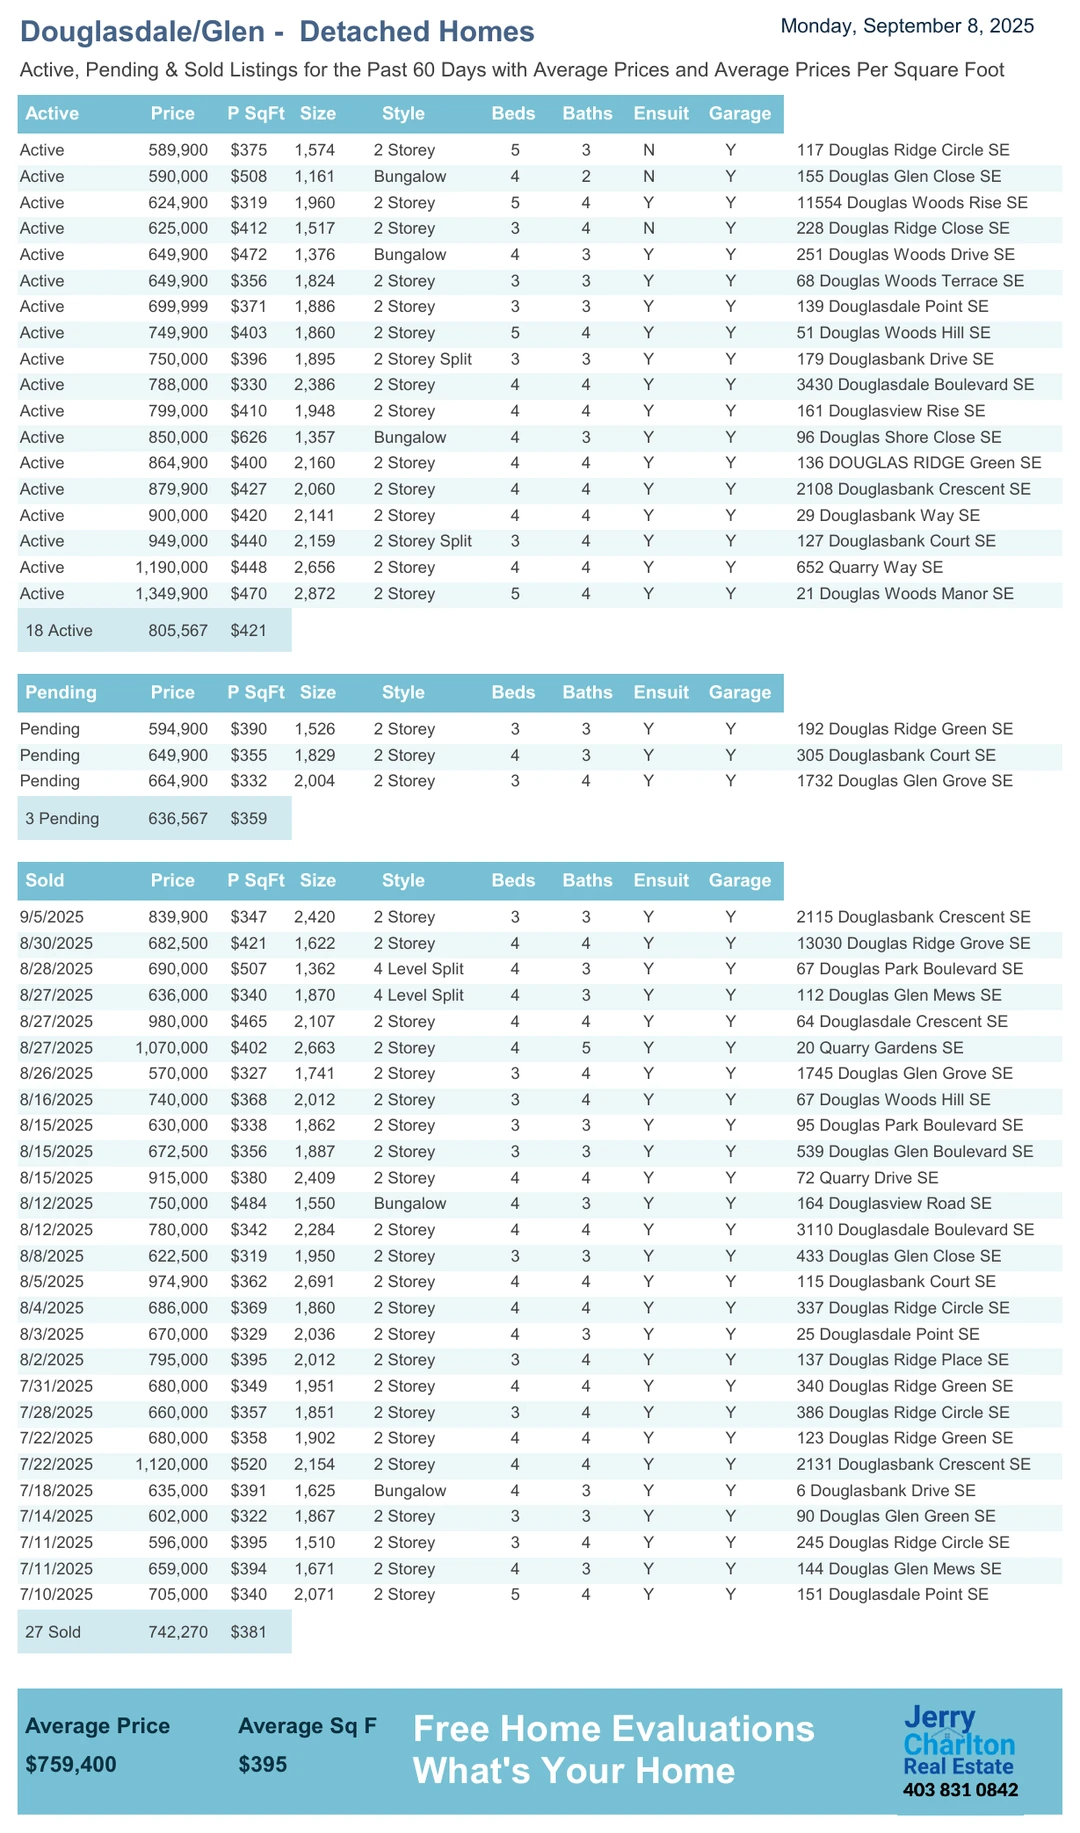 Douglasdale/Glen -  Detached Homes
Monday, September 8, 2025
Active, Pending & Sold Listings for the Past 60 Days with Average Prices and Average Prices Per Square Foot
Active Price P SqFt Size Style Beds Baths Ensuit Garage
Active 589,900 $375 1,574 2 Storey 5 3 N Y 117 Douglas Ridge Circle SE
Active 590,000 $508 1,161 Bungalow 4 2 N Y 155 Douglas Glen Close SE
Active 624,900 $319 1,960 2 Storey 5 4 Y Y 11554 Douglas Woods Rise SE
Active 625,000 $412 1,517 2 Storey 3 4 N Y 228 Douglas Ridge Close SE
Active 649,900 $472 1,376 Bungalow 4 3 Y Y 251 Douglas Woods Drive SE
Active 649,900 $356 1,824 2 Storey 3 3 Y Y 68 Douglas Woods Terrace SE
Active 699,999 $371 1,886 2 Storey 3 3 Y Y 139 Douglasdale Point SE
Active 749,900 $403 1,860 2 Storey 5 4 Y Y 51 Douglas Woods Hill SE
Active 750,000 $396 1,895 2 Storey Split 3 3 Y Y 179 Douglasbank Drive SE
Active 788,000 $330 2,386 2 Storey 4 4 Y Y 3430 Douglasdale Boulevard SE
Active 799,000 $410 1,948 2 Storey 4 4 Y Y 161 Douglasview Rise SE
Active 850,000 $626 1,357 Bungalow 4 3 Y Y 96 Douglas Shore Close SE
Active 864,900 $400 2,160 2 Storey 4 4 Y Y 136 DOUGLAS RIDGE Green SE
Active 879,900 $427 2,060 2 Storey 4 4 Y Y 2108 Douglasbank Crescent SE
Active 900,000 $420 2,141 2 Storey 4 4 Y Y 29 Douglasbank Way SE
Active 949,000 $440 2,159 2 Storey Split 3 4 Y Y 127 Douglasbank Court SE
Active 1,190,000 $448 2,656 2 Storey 4 4 Y Y 652 Quarry Way SE
Active 1,349,900 $470 2,872 2 Storey 5 4 Y Y 21 Douglas Woods Manor SE
18 Active 805,567 $421
Pending Price P SqFt Size Style Beds Baths Ensuit Garage
Pending 594,900 $390 1,526 2 Storey 3 3 Y Y 192 Douglas Ridge Green SE
Pending 649,900 $355 1,829 2 Storey 4 3 Y Y 305 Douglasbank Court SE
Pending 664,900 $332 2,004 2 Storey 3 4 Y Y 1732 Douglas Glen Grove SE
3 Pending 636,567 $359
Sold Price P SqFt Size Style Beds Baths Ensuit Garage
9/5/2025 839,900 $347 2,420 2 Storey 3 3 Y Y 2115 Douglasbank Crescent SE
8/30/2025 682,500 $421 1,622 2 Storey 4 4 Y Y 13030 Douglas Ridge Grove SE
8/28/2025 690,000 $507 1,362 4 Level Split 4 3 Y Y 67 Douglas Park Boulevard SE
8/27/2025 636,000 $340 1,870 4 Level Split 4 3 Y Y 112 Douglas Glen Mews SE
8/27/2025 980,000 $465 2,107 2 Storey 4 4 Y Y 64 Douglasdale Crescent SE
8/27/2025 1,070,000 $402 2,663 2 Storey 4 5 Y Y 20 Quarry Gardens SE
8/26/2025 570,000 $327 1,741 2 Storey 3 4 Y Y 1745 Douglas Glen Grove SE
8/16/2025 740,000 $368 2,012 2 Storey 3 4 Y Y 67 Douglas Woods Hill SE
8/15/2025 630,000 $338 1,862 2 Storey 3 3 Y Y 95 Douglas Park Boulevard SE
8/15/2025 672,500 $356 1,887 2 Storey 3 3 Y Y 539 Douglas Glen Boulevard SE
8/15/2025 915,000 $380 2,409 2 Storey 4 4 Y Y 72 Quarry Drive SE
8/12/2025 750,000 $484 1,550 Bungalow 4 3 Y Y 164 Douglasview Road SE
8/12/2025 780,000 $342 2,284 2 Storey 4 4 Y Y 3110 Douglasdale Boulevard SE
8/8/2025 622,500 $319 1,950 2 Storey 3 3 Y Y 433 Douglas Glen Close SE
8/5/2025 974,900 $362 2,691 2 Storey 4 4 Y Y 115 Douglasbank Court SE
8/4/2025 686,000 $369 1,860 2 Storey 4 4 Y Y 337 Douglas Ridge Circle SE
8/3/2025 670,000 $329 2,036 2 Storey 4 3 Y Y 25 Douglasdale Point SE
8/2/2025 795,000 $395 2,012 2 Storey 3 4 Y Y 137 Douglas Ridge Place SE
7/31/2025 680,000 $349 1,951 2 Storey 4 4 Y Y 340 Douglas Ridge Green SE
7/28/2025 660,000 $357 1,851 2 Storey 3 4 Y Y 386 Douglas Ridge Circle SE
7/22/2025 680,000 $358 1,902 2 Storey 4 4 Y Y 123 Douglas Ridge Green SE
7/22/2025 1,120,000 $520 2,154 2 Storey 4 4 Y Y 2131 Douglasbank Crescent SE
7/18/2025 635,000 $391 1,625 Bungalow 4 3 Y Y 6 Douglasbank Drive SE
7/14/2025 602,000 $322 1,867 2 Storey 3 3 Y Y 90 Douglas Glen Green SE
7/11/2025 596,000 $395 1,510 2 Storey 3 4 Y Y 245 Douglas Ridge Circle SE
7/11/2025 659,000 $394 1,671 2 Storey 4 3 Y Y 144 Douglas Glen Mews SE
7/10/2025 705,000 $340 2,071 2 Storey 5 4 Y Y 151 Douglasdale Point SE
27 Sold 742,270 $381
Average Price Average Sq F
$759,400 $395
Free Home Evaluations
What's Your Home
Jerry
Charlton
Real Estate
403 831 0842